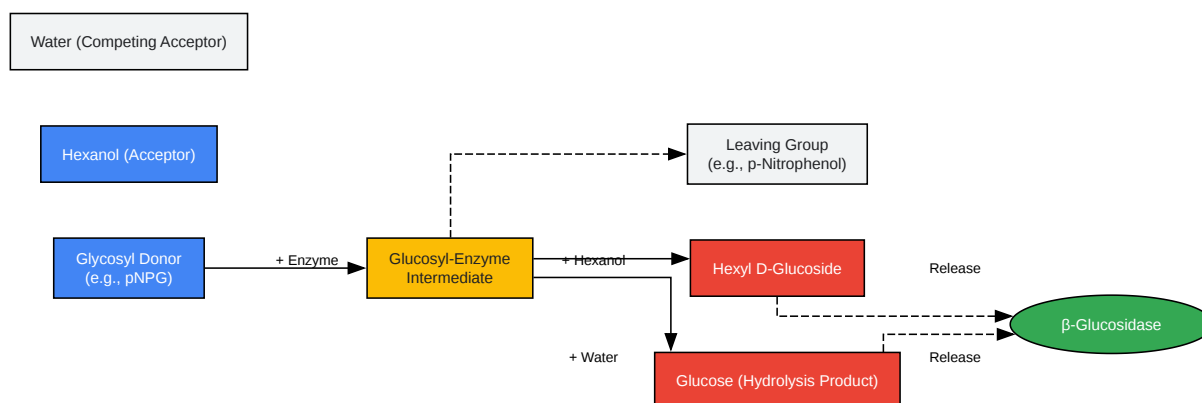 Water (Competing Acceptor)
Hexanol (Acceptor)
Leaving Group
(e.g., p-Nitrophenol)
Glycosyl Donor
(e.g., pNPG)
+ Enzyme
Glucosyl-Enzyme
Intermediate
+ Hexanol
Hexyl D-Glucoside
Release
β-Glucosidase
+ Water
Release
Glucose (Hydrolysis Product)